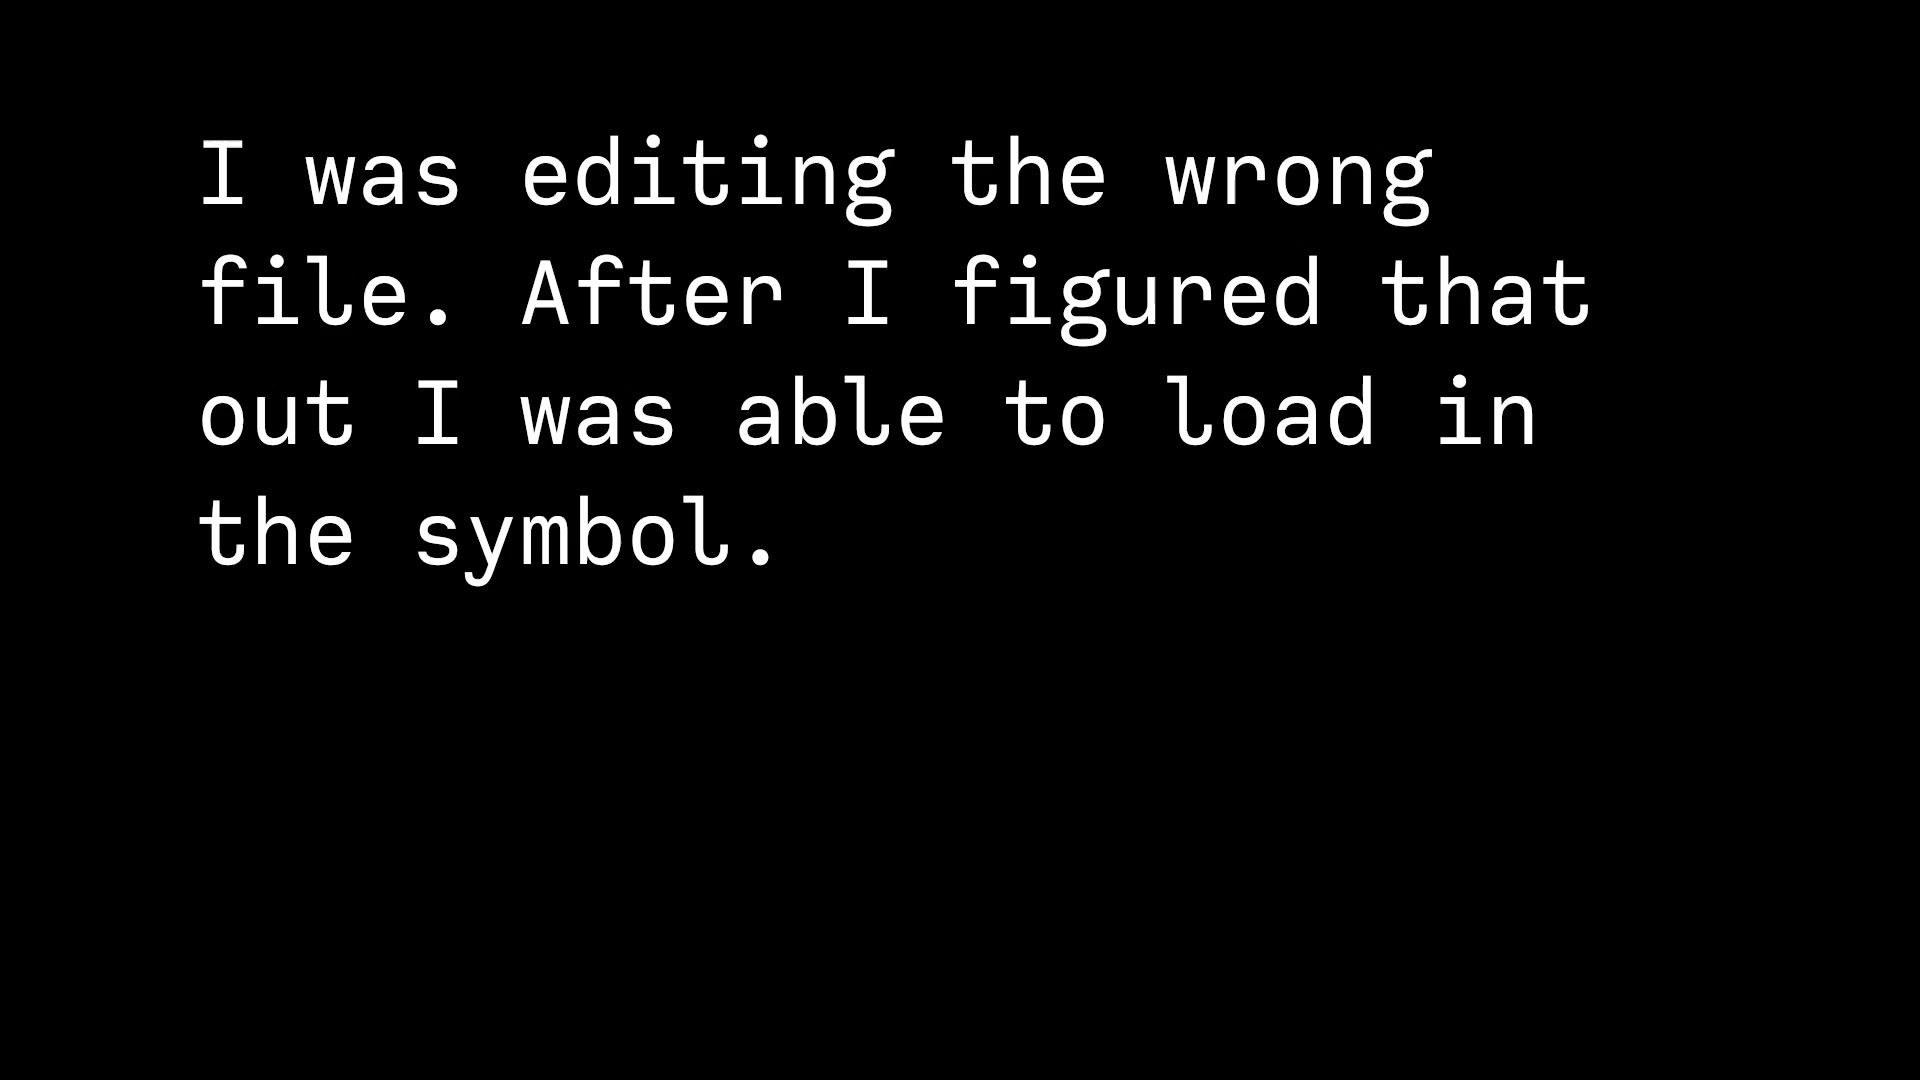 I was editing the wrong
file. After I figured that
out I was able to load in
the symbol.